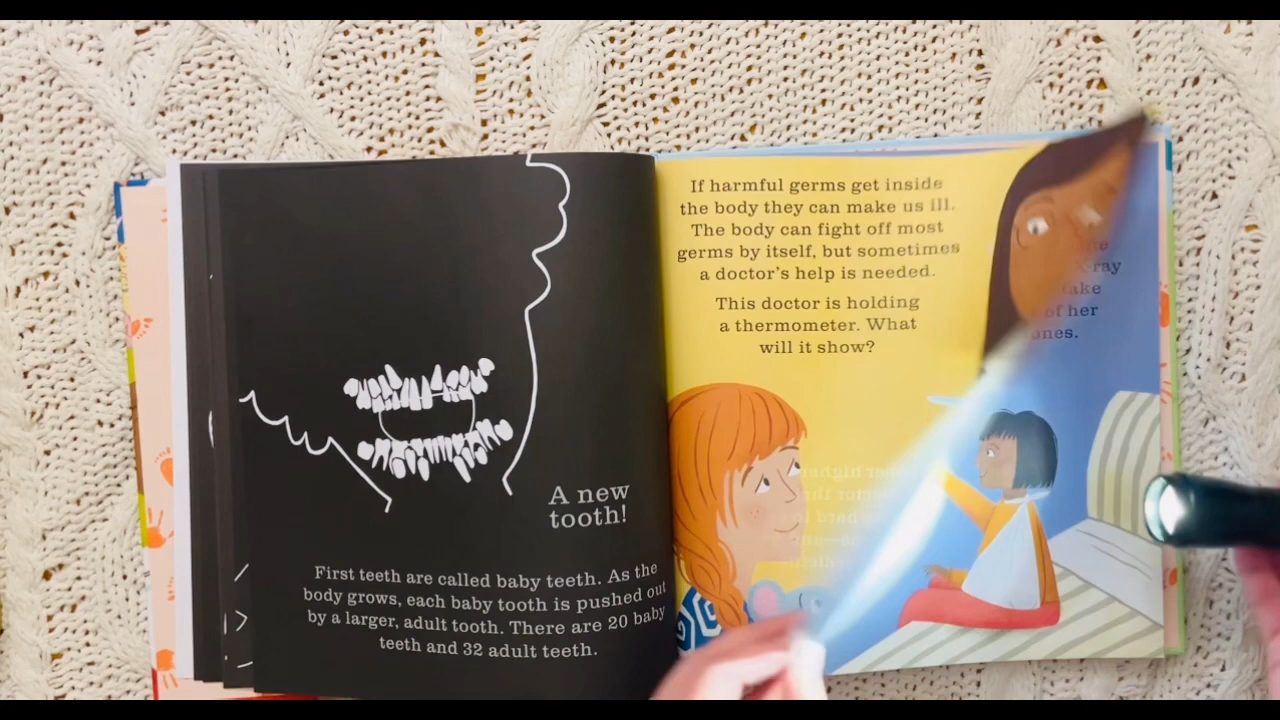 A new
tooth!
First teeth are called baby teeth. As the
body grows, each baby tooth is pushed out
by a larger, adult tooth. There are 20 baby
teeth and 32 adult teeth.
If harmful germs get inside
the body they can make us ill.
The body can fight off most
germs by itself, but sometimes
a doctor's help is needed.
This doctor is holding
a thermometer. What
will it show?
of her